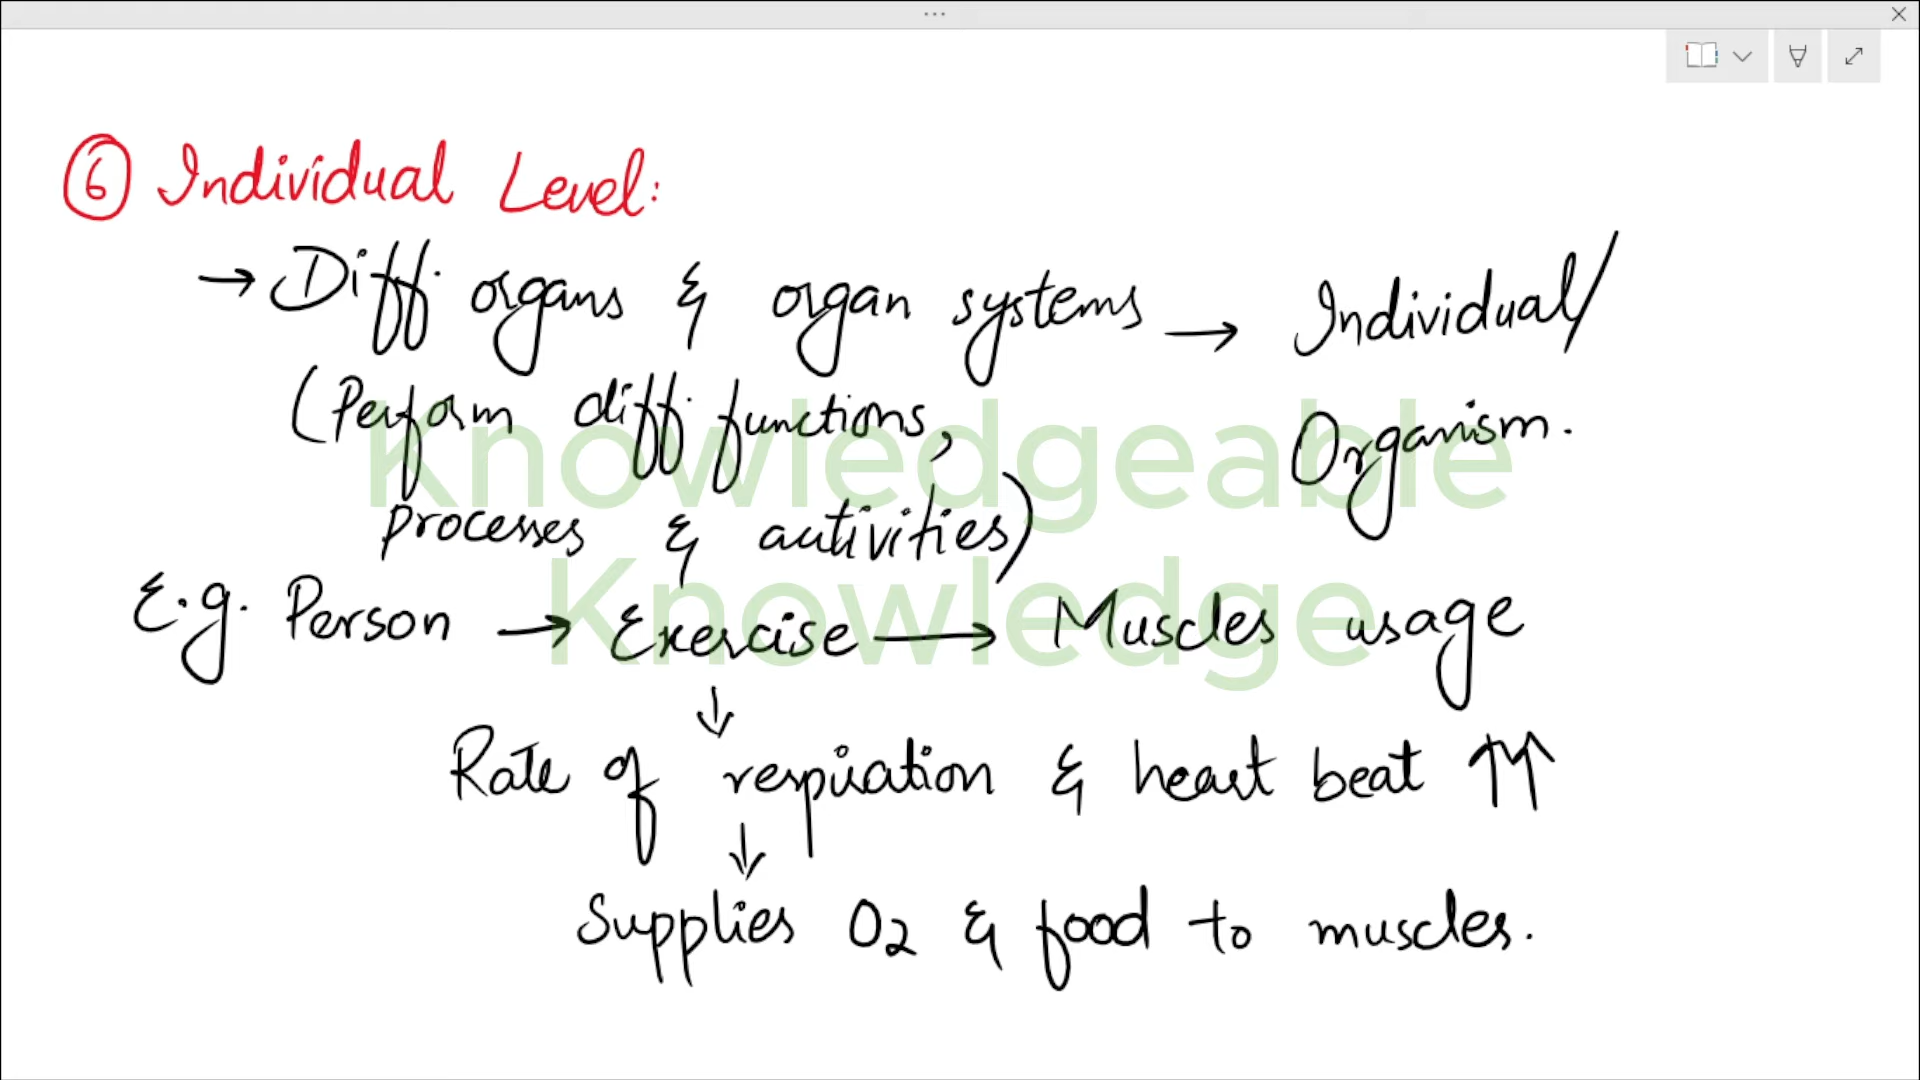 ⑥ Individual Level:
→ Diff. organs & organ systems → Individual/
(Perform diff. functions, Organism.
processes & activities)
E.g. Person → Exercise → Muscles usage
↓
Rate of respiration & heart beat ↑↑
↓
Supplies O2 & food to muscles.
Knowledgeable
Knowledge